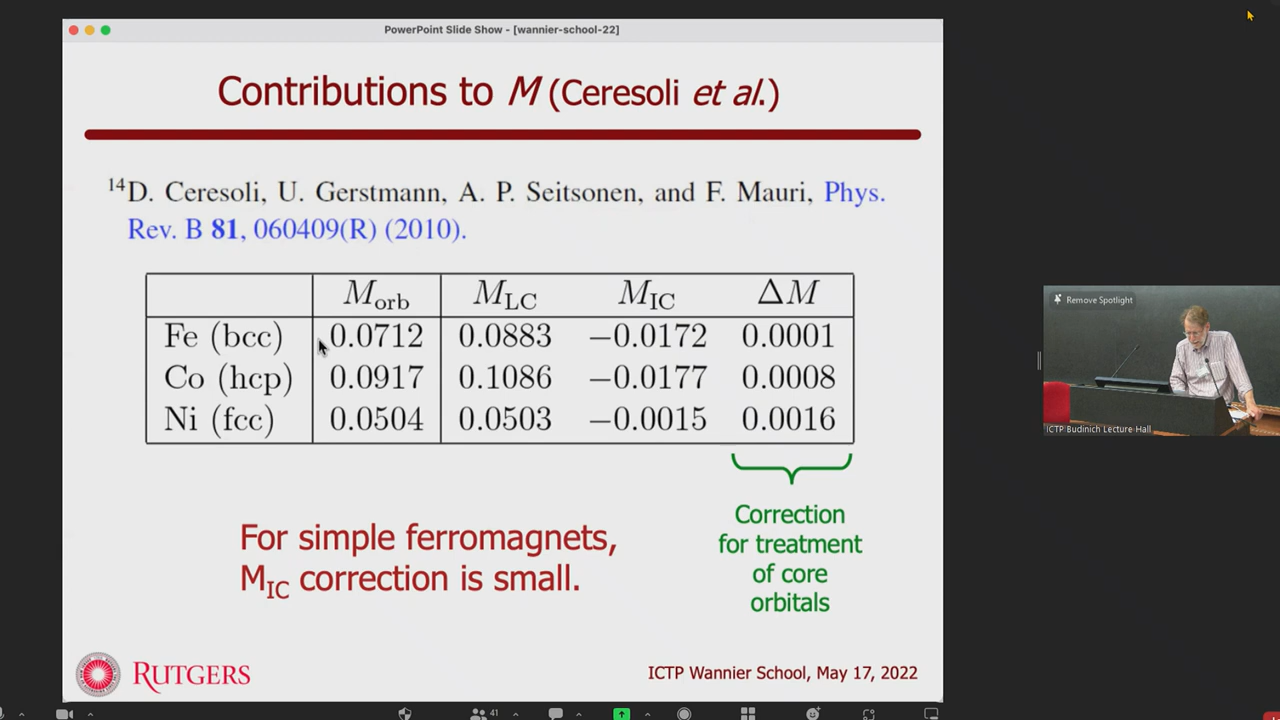 PowerPoint Slide Show - [wannier-school-22]
Contributions to M (Ceresoli et al.)
14D. Ceresoli, U. Gerstmann, A. P. Seitsonen, and F. Mauri, Phys.
Rev. B 81, 060409(R) (2010).
Morb MLC MIC ΔM
Fe (bcc) 0.0712 0.0883 −0.0172 0.0001
Co (hcp) 0.0917 0.1086 −0.0177 0.0008
Ni (fcc) 0.0504 0.0503 −0.0015 0.0016
Correction
for treatment
of core
orbitals
For simple ferromagnets,
MIC correction is small.
RUTGERS
ICTP Wannier School, May 17, 2022
Remove Spotlight
ICTP Budinich Lecture Hall
41